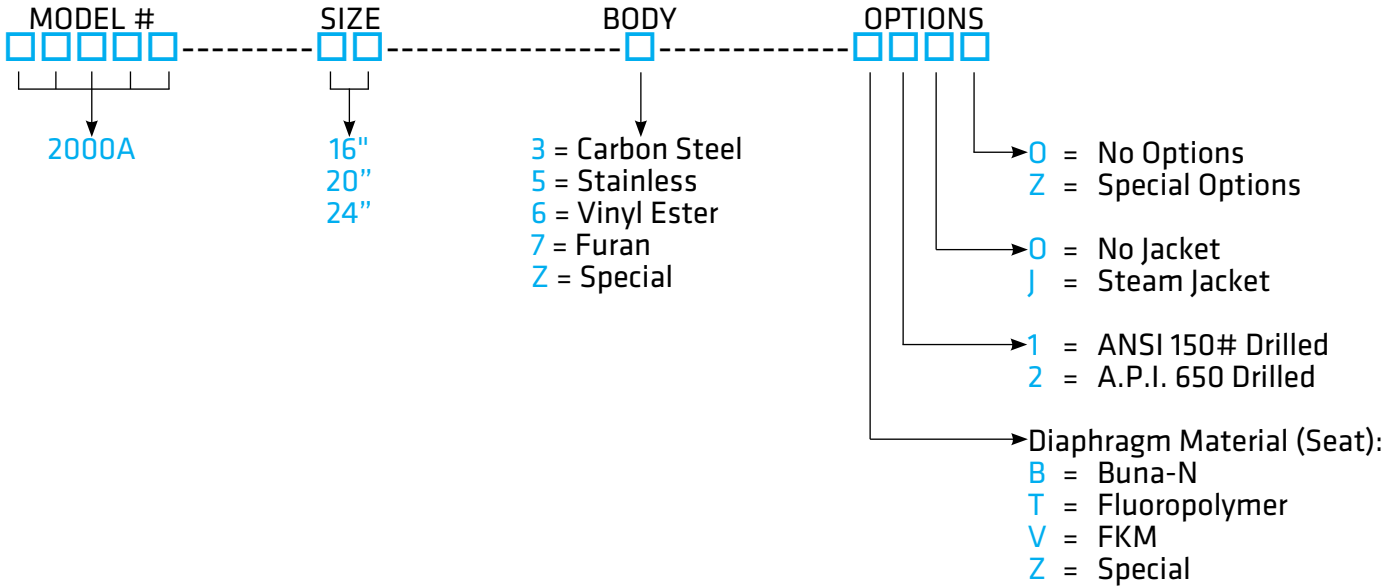 MODEL #
SIZE
BODY
OPTIONS
2000A
16"
20”
24”
3 = Carbon Steel
5 = Stainless
6 = Vinyl Ester
7 = Furan
Z = Special
0 = No Options
Z = Special Options
0 = No Jacket
J = Steam Jacket
1 = ANSI 150# Drilled
2 = A.P.I. 650 Drilled
Diaphragm Material (Seat):
B = Buna-N
T = Fluoropolymer
V = FKM
Z = Special